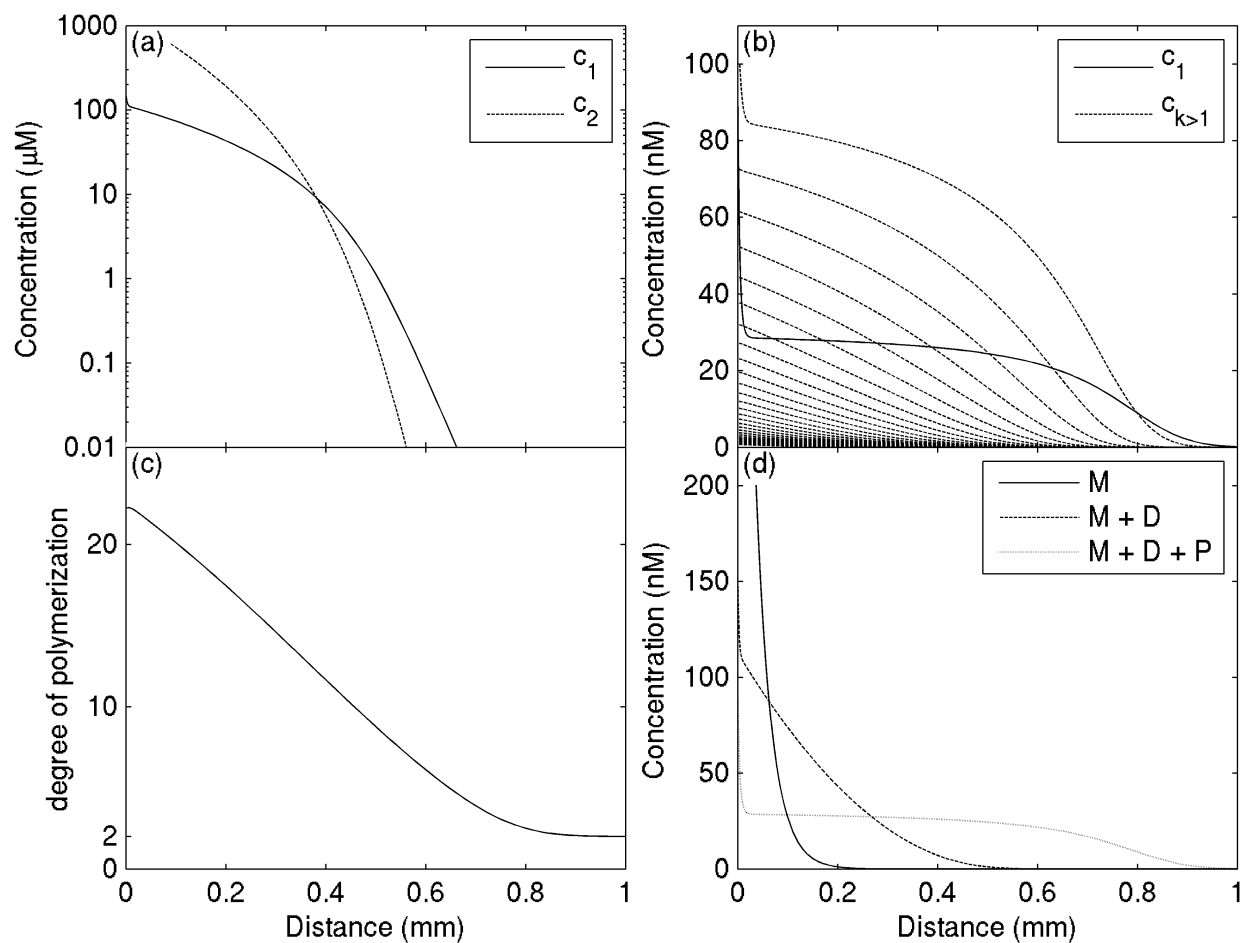 (a)
c1
c2
Concentration (μM)
1000
100
10
1
0.1
0.01
(b)
c1
ck>1
Concentration (nM)
100
80
60
40
20
0
(c)
degree of polymerization
20
10
2
0
0 0.2 0.4 0.6 0.8 1
Distance (mm)
(d)
M
M + D
M + D + P
Concentration (nM)
200
150
100
50
0
0 0.2 0.4 0.6 0.8 1
Distance (mm)